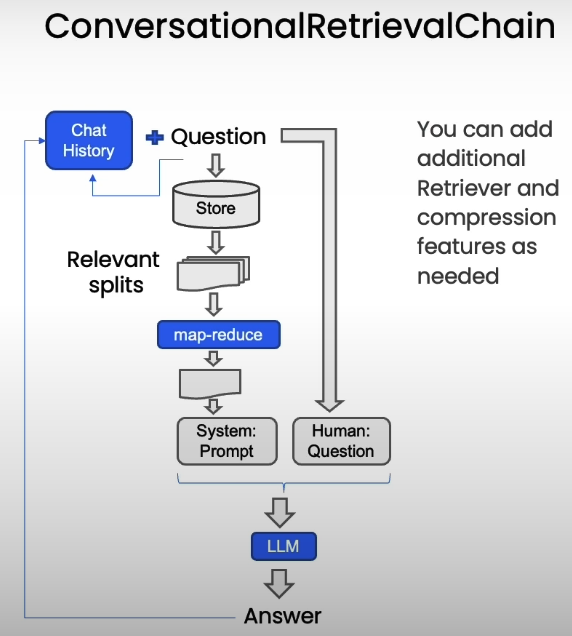 ConversationalRetrievalChain
Chat
History
+ Question
Store
Relevant
splits
map-reduce
System:
Prompt
Human:
Question
LLM
Answer
You can add
additional
Retriever and
compression
features as
needed